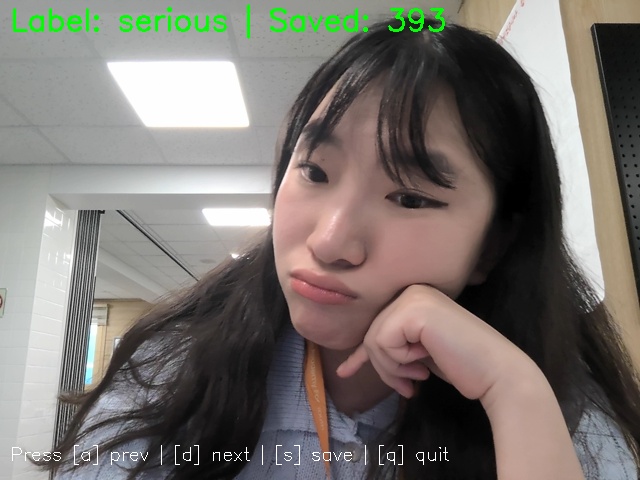 Label: serious | Saved: 393
Press [a] prev | [d] next | [s] save | [q] quit